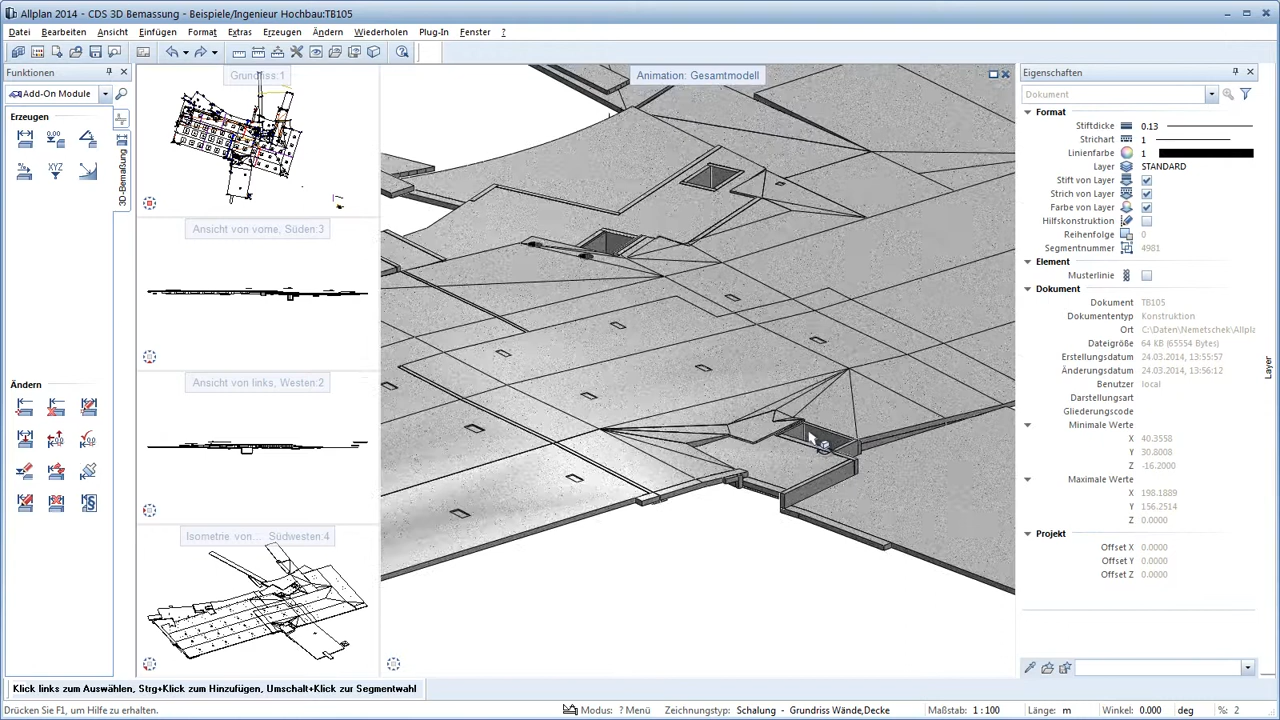 Allplan 2014 - CDS 3D Bemassung - Beispiele/Ingenieur Hochbau:TB105
Datei Bearbeiten Ansicht Einfügen Format Extras Erzeugen Ändern Wiederholen Plug-In Fenster ?
Funktionen
Add-On Module
Erzeugen
0.00
XYZ
3D-Bemaßung
Ändern
Grundriss:1
Ansicht von vorne, Süden:3
Ansicht von links, Westen:2
Isometrie von... Südwesten:4
Animation: Gesamtmodell
Eigenschaften
Dokument
Format
Stiftdicke 0.13
Strichart 1
Linienfarbe 1
Layer STANDARD
Stift von Layer
Strich von Layer
Farbe von Layer
Hilfskonstruktion
Reihenfolge 0
Segmentnummer 4981
Element
Musterlinie
Dokument
Dokument TB105
Dokumententyp Konstruktion
Ort C:\Daten\Nemetschek\Allpla
Dateigröße 64 KB (65554 Bytes)
Erstellungsdatum 24.03.2014, 13:55:57
Änderungsdatum 24.03.2014, 13:56:12
Benutzer local
Darstellungsart
Gliederungscode
Minimale Werte
X 40.3558
Y 30.8008
Z -16.2000
Maximale Werte
X 198.1889
Y 156.2514
Z 0.0000
Projekt
Offset X 0.0000
Offset Y 0.0000
Offset Z 0.0000
Layer
Klick links zum Auswählen, Strg+Klick zum Hinzufügen, Umschalt+Klick zur Segmentwahl
Drücken Sie F1, um Hilfe zu erhalten.
Modus: ? Menü Zeichnungstyp: Schalung - Grundriss Wände,Decke Maßstab: 1 : 100 Länge: m Winkel: 0.000 deg % 2